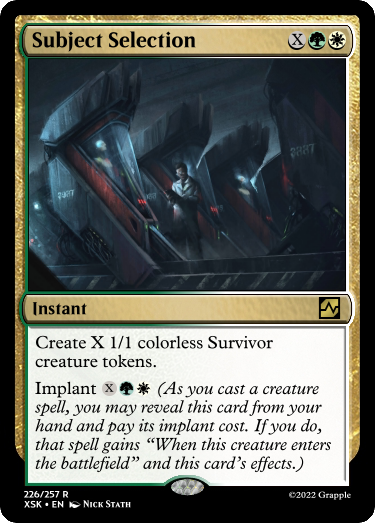 Subject Selection X
Instant
Create X 1/1 colorless Survivor
creature tokens.
Implant X (As you cast a creature
spell, you may reveal this card from your
hand and pay its implant cost. If you do,
that spell gains “When this creature enters
the battlefield” and this card's effects.)
226/257 R
XSK • EN Nick Stath
©2022 Grapple